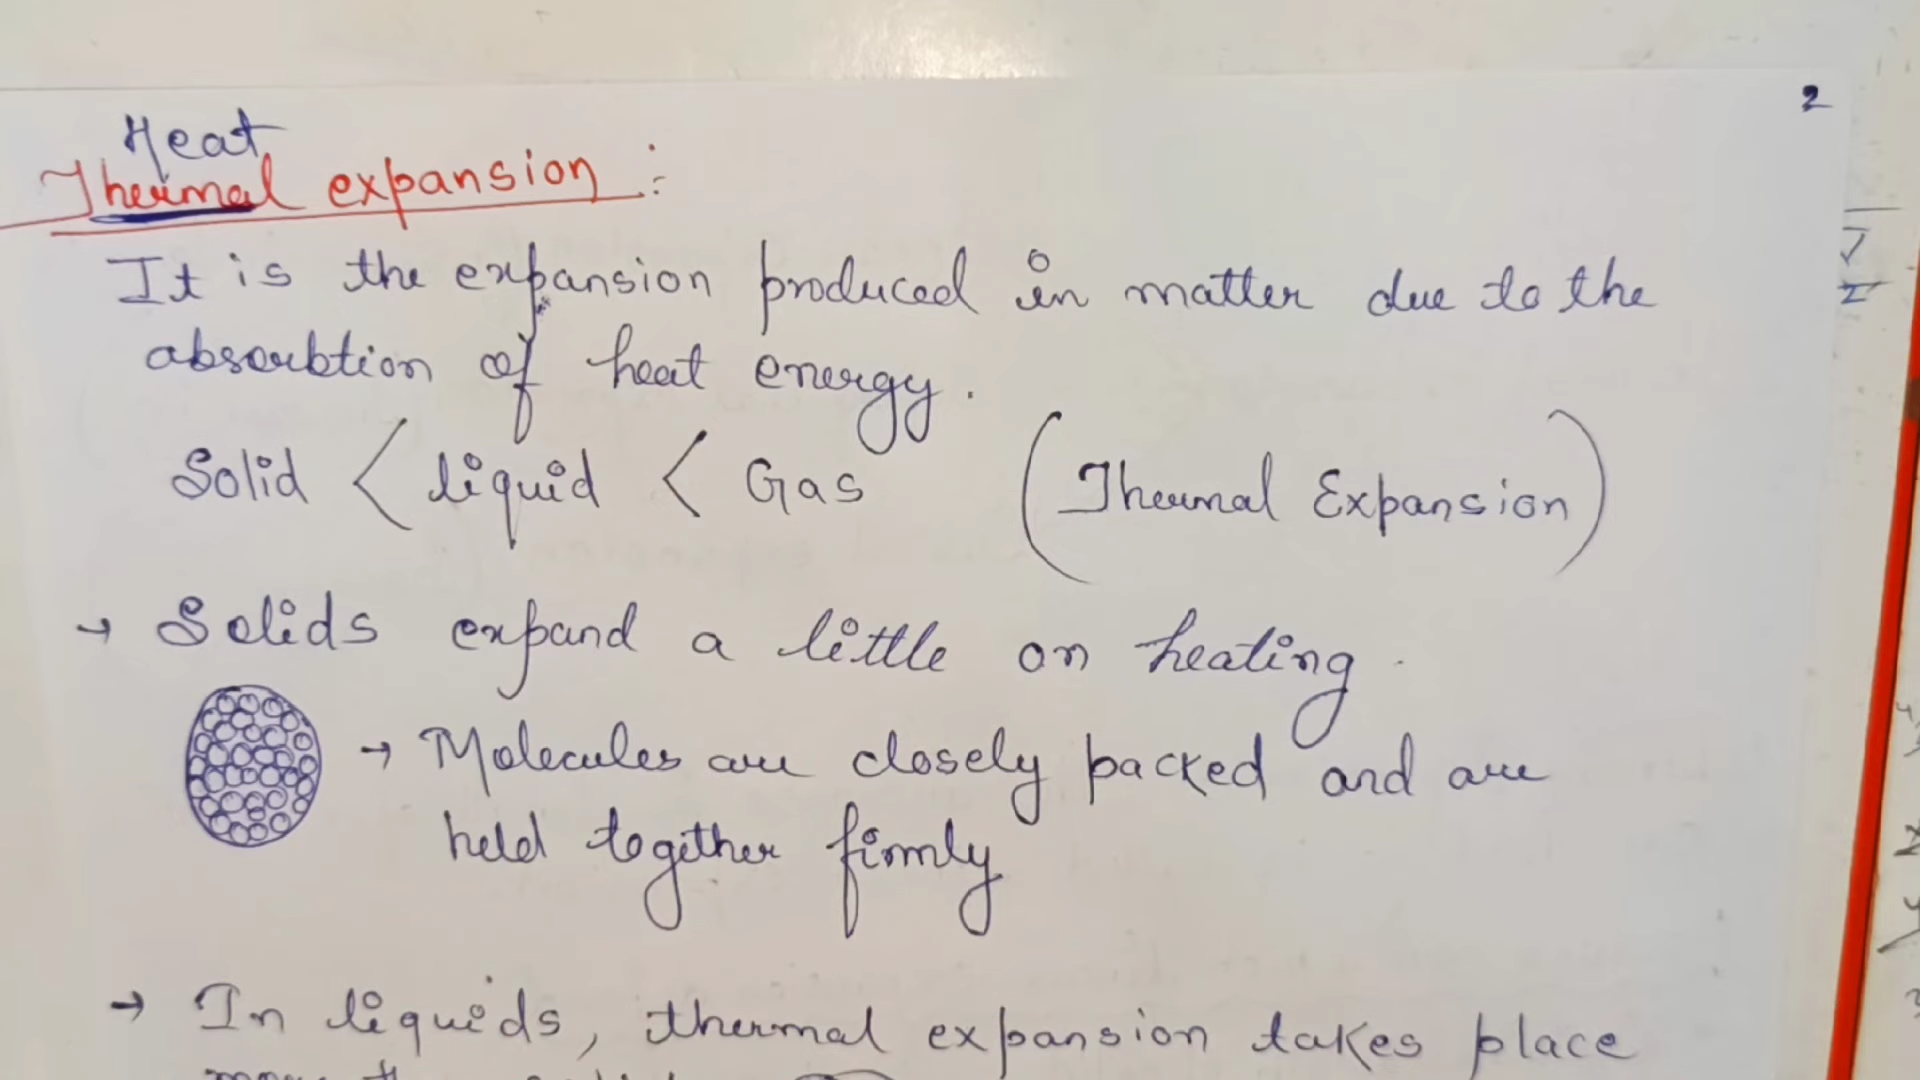 2
Heat
Thermal expansion :
It is the expansion produced in matter due to the
absorbtion of heat energy.
Solid < liquid < Gas (Thermal Expansion)
→ Solids expand a little on heating.
→ Molecules are closely packed and are
held together firmly
→ In liquids, thermal expansion takes place